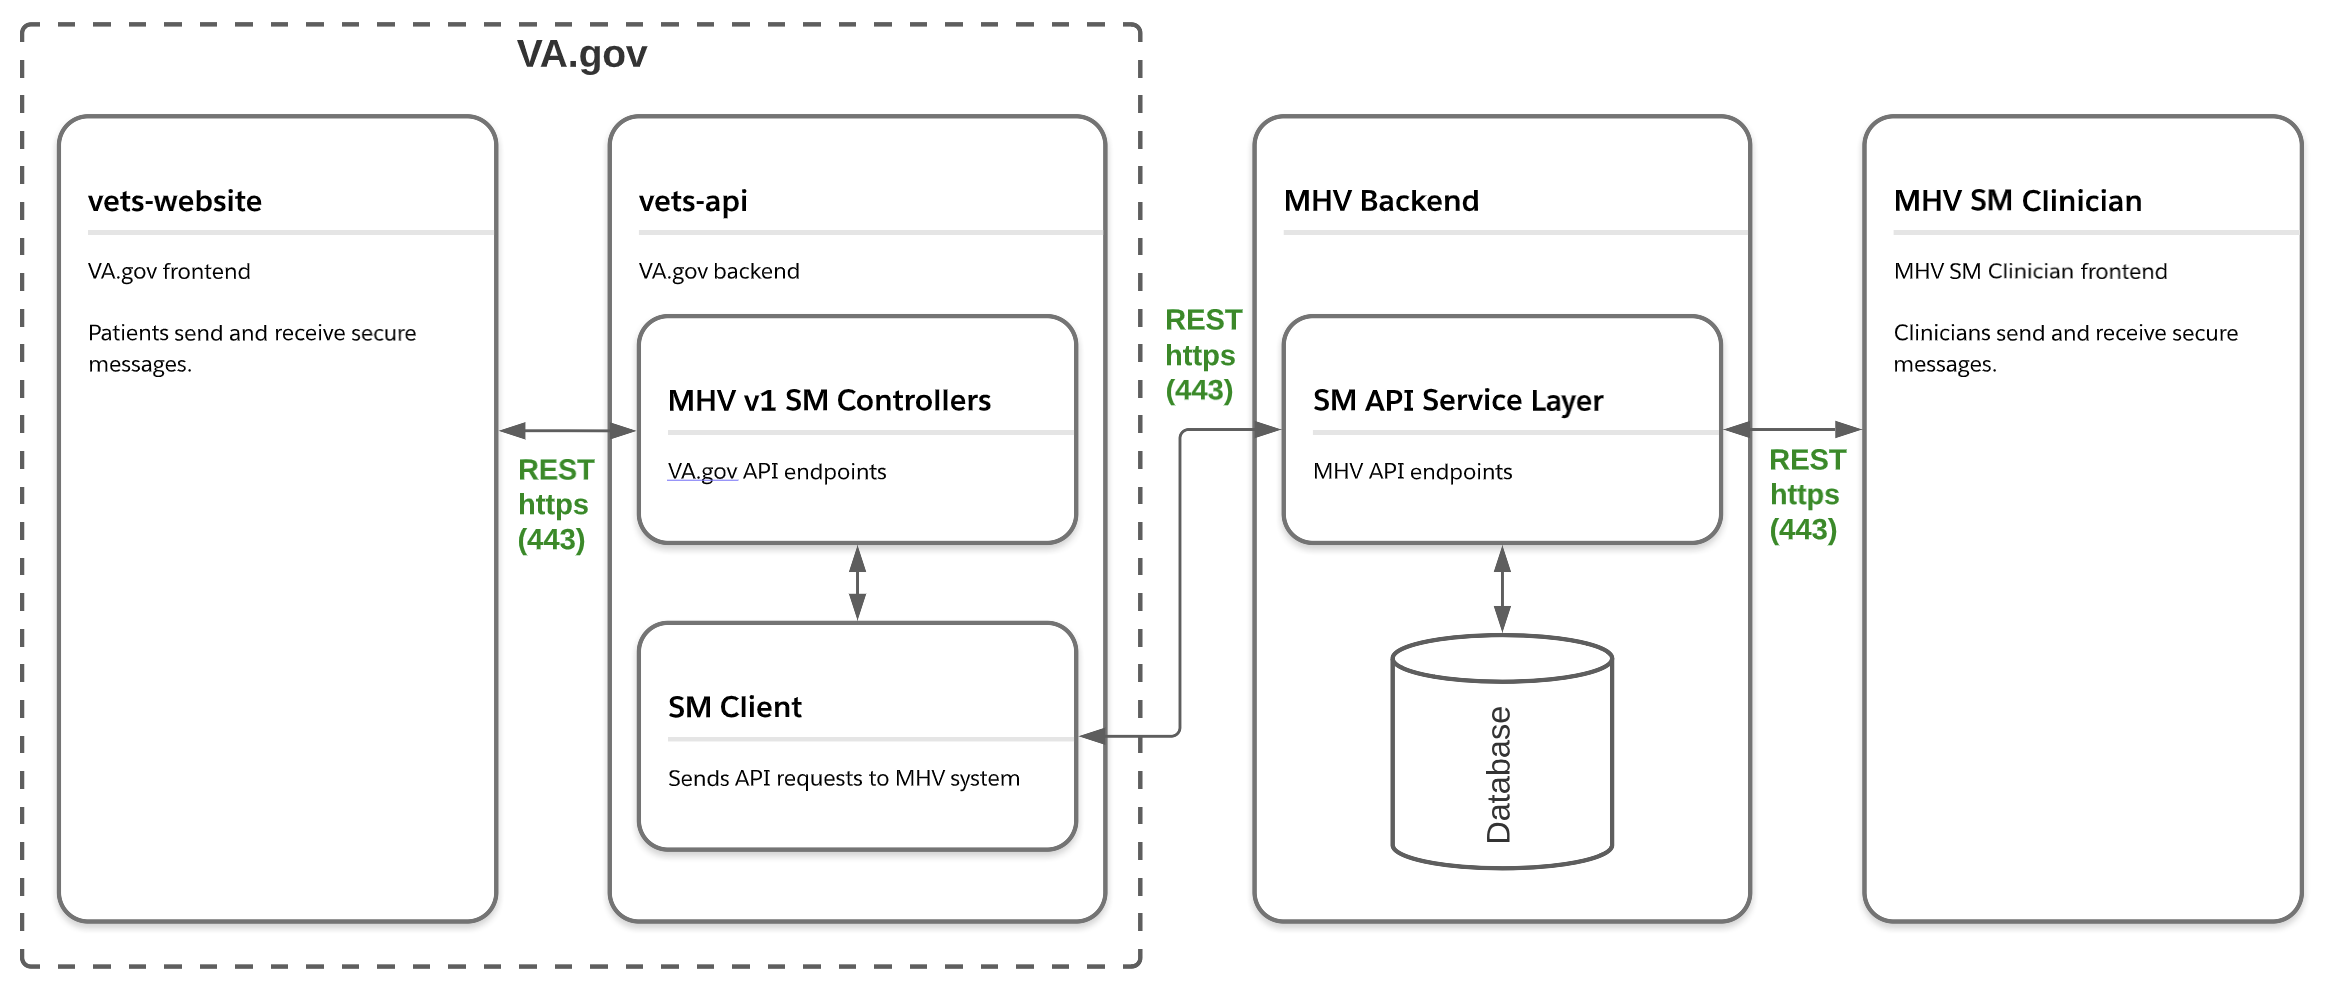 VA.gov
vets-website
VA.gov frontend
Patients send and receive secure
messages.
REST
https
(443)
vets-api
VA.gov backend
MHV v1 SM Controllers
VA.gov API endpoints
SM Client
Sends API requests to MHV system
REST
https
(443)
MHV Backend
SM API Service Layer
MHV API endpoints
Database
REST
https
(443)
MHV SM Clinician
MHV SM Clinician frontend
Clinicians send and receive secure
messages.